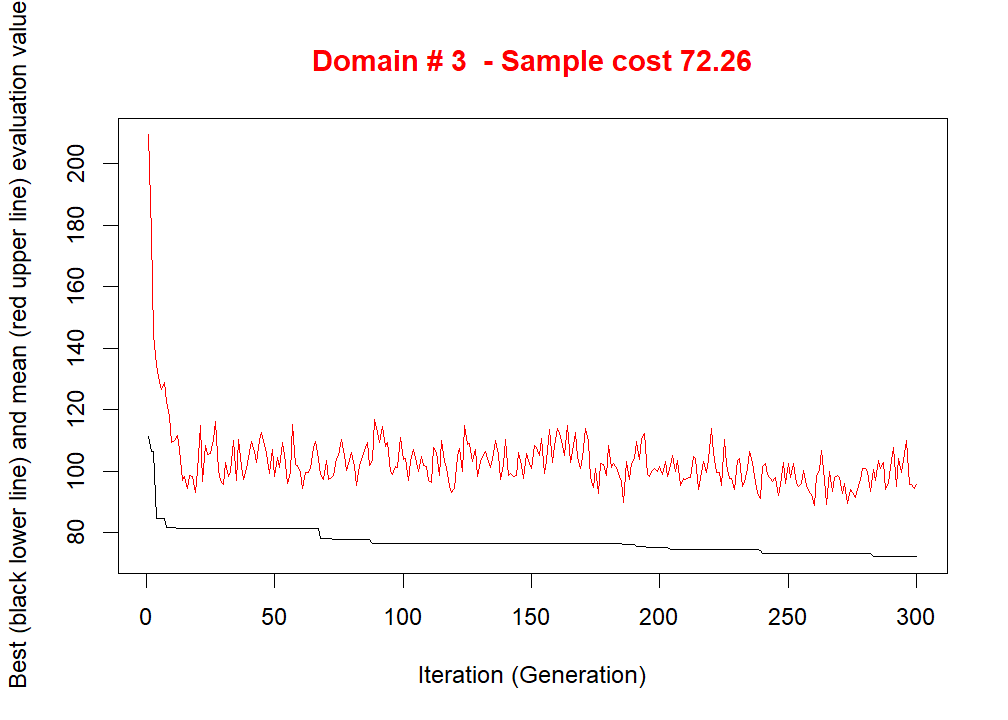 Domain # 3  - Sample cost 72.26
Best (black lower line) and mean (red upper line) evaluation value
200
180
160
140
120
100
80
0 50 100 150 200 250 300
Iteration (Generation)